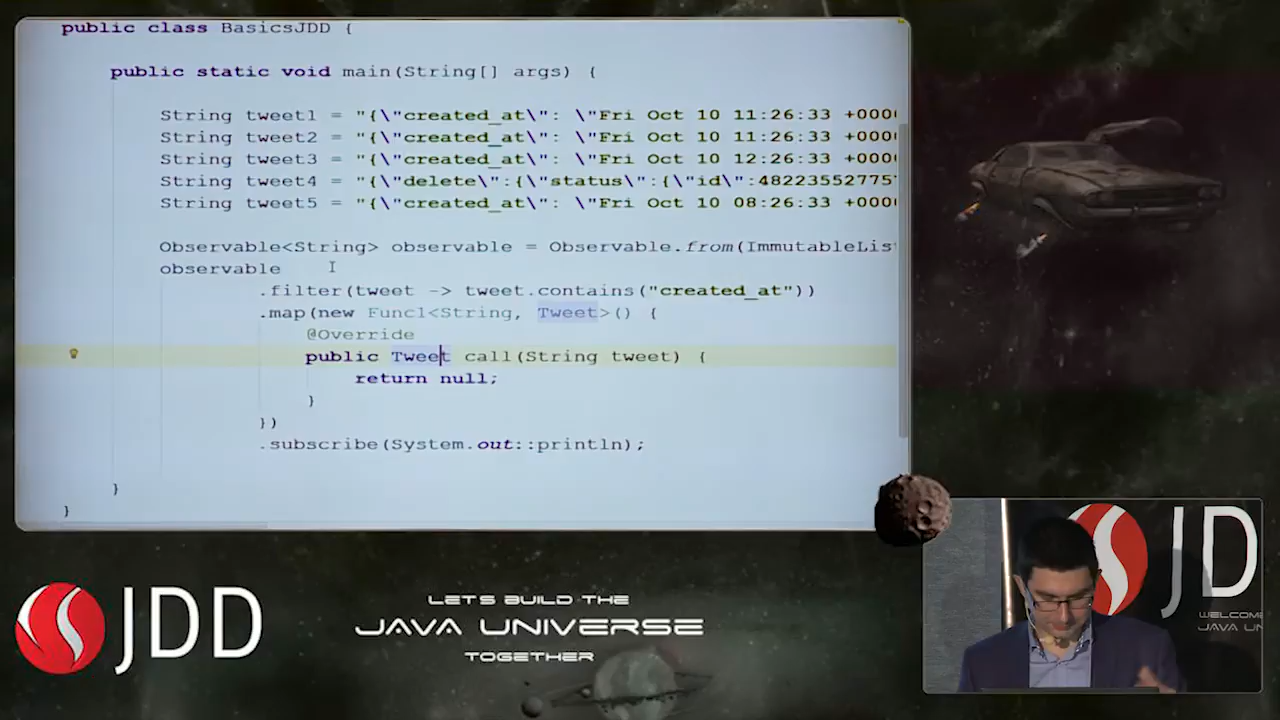 public class BasicsJDD {
public static void main(String[] args) {
String tweet1 = "{\"created_at\": \"Fri Oct 10 11:26:33 +000
String tweet2 = "{\"created_at\": \"Fri Oct 10 11:26:33 +000
String tweet3 = "{\"created_at\": \"Fri Oct 10 12:26:33 +000
String tweet4 = "{\"delete\":{\"status\":{\"id\":48223552775
String tweet5 = "{\"created_at\": \"Fri Oct 10 08:26:33 +000
Observable<String> observable = Observable.from(ImmutableLis
observable
.filter(tweet -> tweet.contains("created_at"))
.map(new Func1<String, Tweet>() {
@Override
public Tweet call(String tweet) {
return null;
}
})
.subscribe(System.out::println);
}
}
JDD
LETS BUILD THE
JAVA UNIVERSE
TOGETHER
JD
WELCOME
JAVA UN